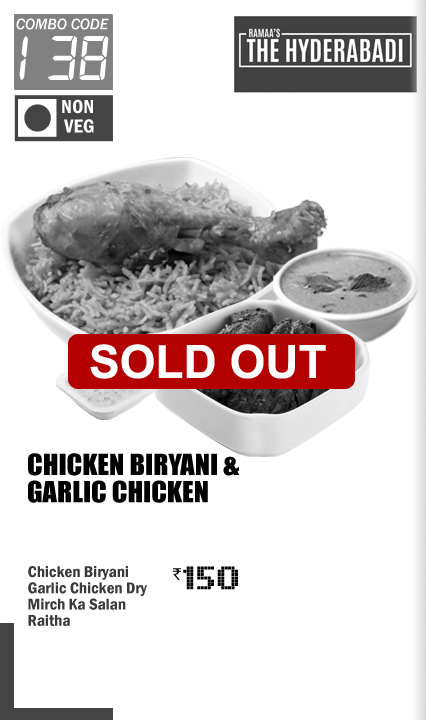 COMBO CODE
138
RAMAA'S
THE HYDERABADI
NON
VEG
SOLD OUT
CHICKEN BIRYANI &
GARLIC CHICKEN
Chicken Biryani
Garlic Chicken Dry
Mirch Ka Salan
Raitha
₹150